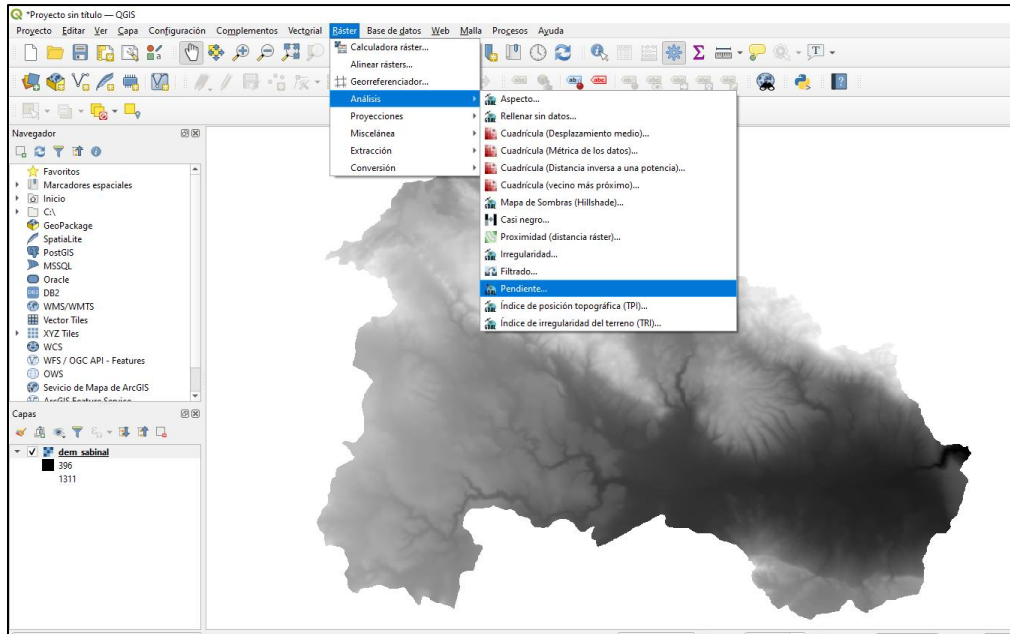 *Proyecto sin título — QGIS
Proyecto Editar Ver Capa Configuración Complementos Vectorial Ráster Base de datos Web Malla Procesos Ayuda
Calculadora ráster...
Alinear rásters...
Georreferenciador...
Análisis
Proyecciones
Miscelánea
Extracción
Conversión
Aspecto...
Rellenar sin datos...
Cuadrícula (Desplazamiento medio)...
Cuadrícula (Métrica de los datos)...
Cuadrícula (Distancia inversa a una potencia)...
Cuadrícula (vecino más próximo)...
Mapa de Sombras (Hillshade)...
Casi negro...
Proximidad (distancia ráster)...
Irregularidad...
Filtrado...
Pendiente...
Índice de posición topográfica (TPI)...
Índice de irregularidad del terreno (TRI)...
Navegador
Favoritos
Marcadores espaciales
Inicio
C:\
GeoPackage
SpatiaLite
PostGIS
MSSQL
Oracle
DB2
WMS/WMTS
Vector Tiles
XYZ Tiles
WCS
WFS / OGC API - Features
OWS
Sevicio de Mapa de ArcGIS
ArcGIS Feature Service
Capas
dem_sabinal
396
1311